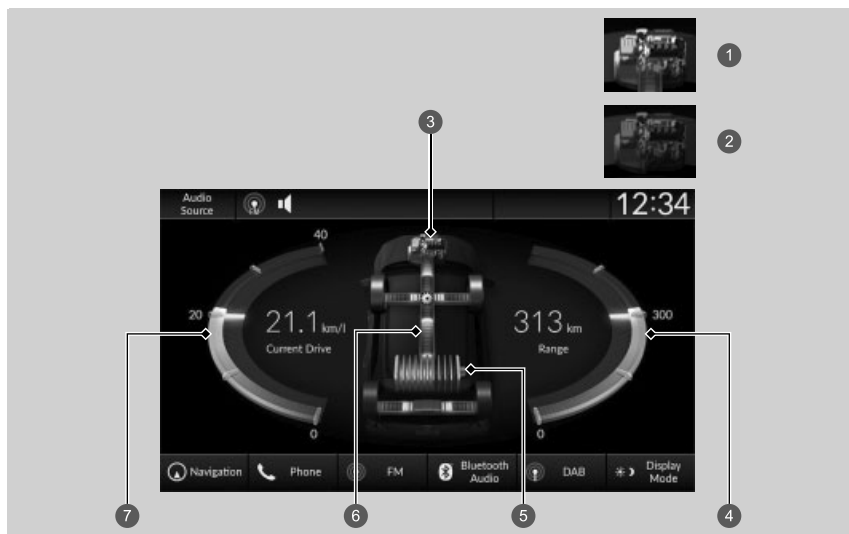 1
2
3
Audio
Source
FM
12:34
40
20
21.1 km/l
313 km
300
Current Drive
Range
0
0
Navigation
Phone
FM
Bluetooth
Audio
DAB
Display
Mode
7
6
5
4